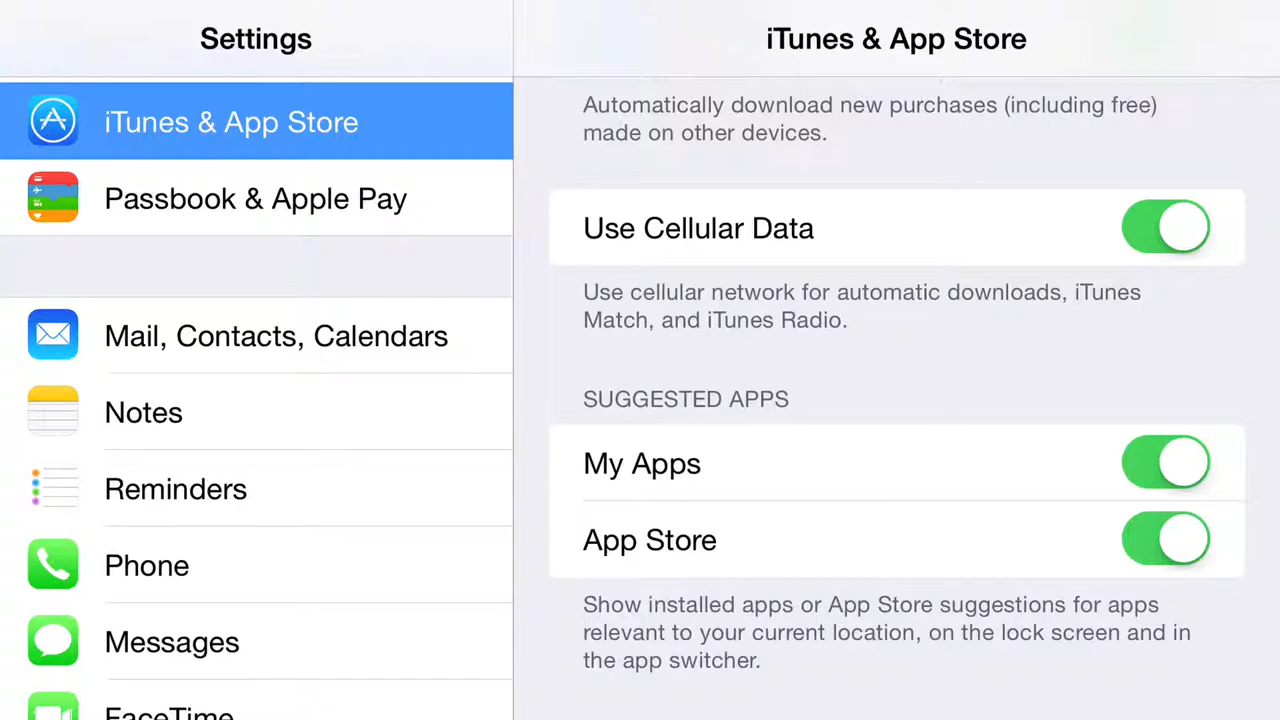 Settings
iTunes & App Store
Passbook & Apple Pay
Mail, Contacts, Calendars
Notes
Reminders
Phone
Messages
FaceTime
iTunes & App Store
Automatically download new purchases (including free)
made on other devices.
Use Cellular Data
Use cellular network for automatic downloads, iTunes
Match, and iTunes Radio.
SUGGESTED APPS
My Apps
App Store
Show installed apps or App Store suggestions for apps
relevant to your current location, on the lock screen and in
the app switcher.